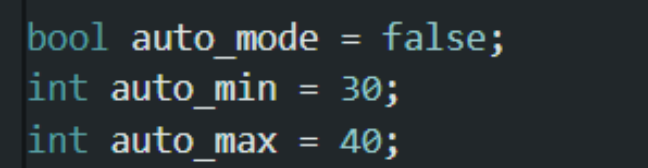 bool auto_mode = false;
int auto_min = 30;
int auto_max = 40;